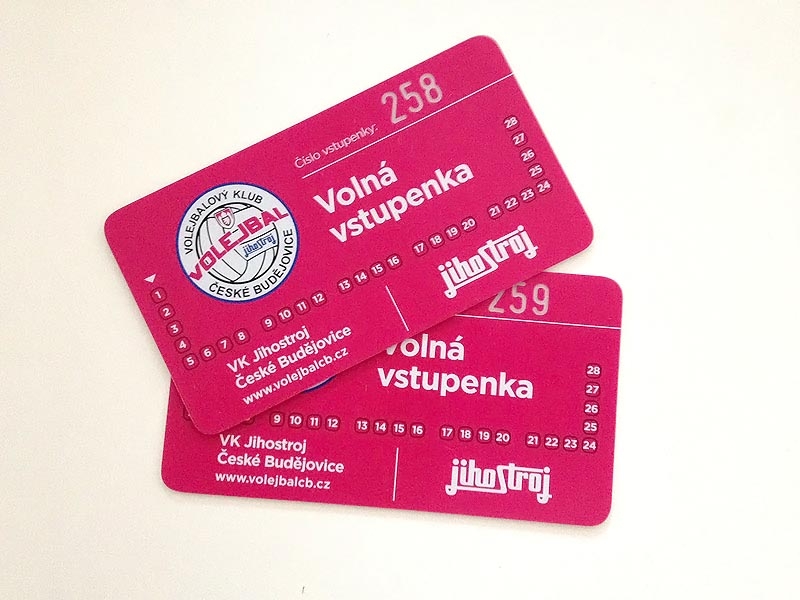 Číslo vstupenky: 258
Volná
vstupenka
VOLEJBALOVÝ KLUB
VOLEJBAL
jihostroj
ČESKÉ BUDĚJOVICE
1
2
3
4
5 6 7 8 9 10 11 12 13 14 15 16 17 18 19 20 21 22 23 24
25
26
27
28
VK Jihostroj
České Budějovice
www.volejbalcb.cz
jihostroj
259
Volná
vstupenka
28
27
26
25
9 10 11 12 13 14 15 16 17 18 19 20 21 22 23 24
VK Jihostroj
České Budějovice
www.volejbalcb.cz
jihostroj